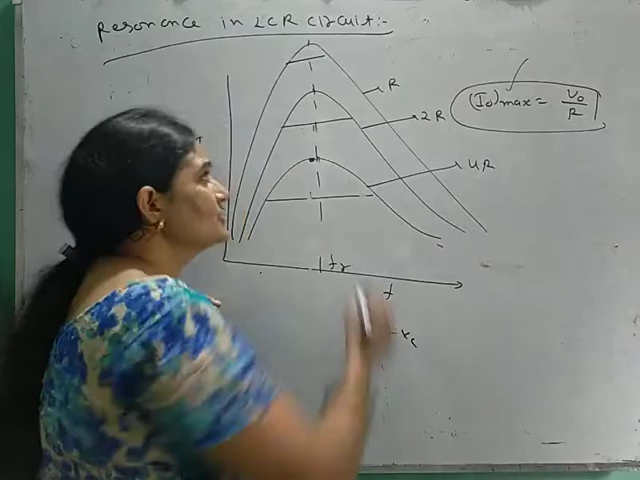 Resonance in LCR circuit:-
R
2R
4R
(I₀)max = V₀/R
fr
f